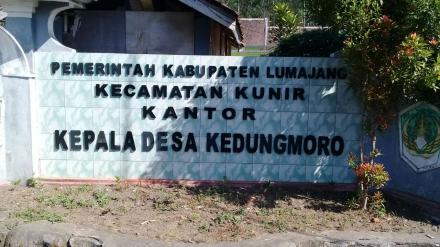 PEMERINTAH KABUPATEN LUMAJANG
KECAMATAN KUNIR
KANTOR
KEPALA DESA KEDUNGMORO